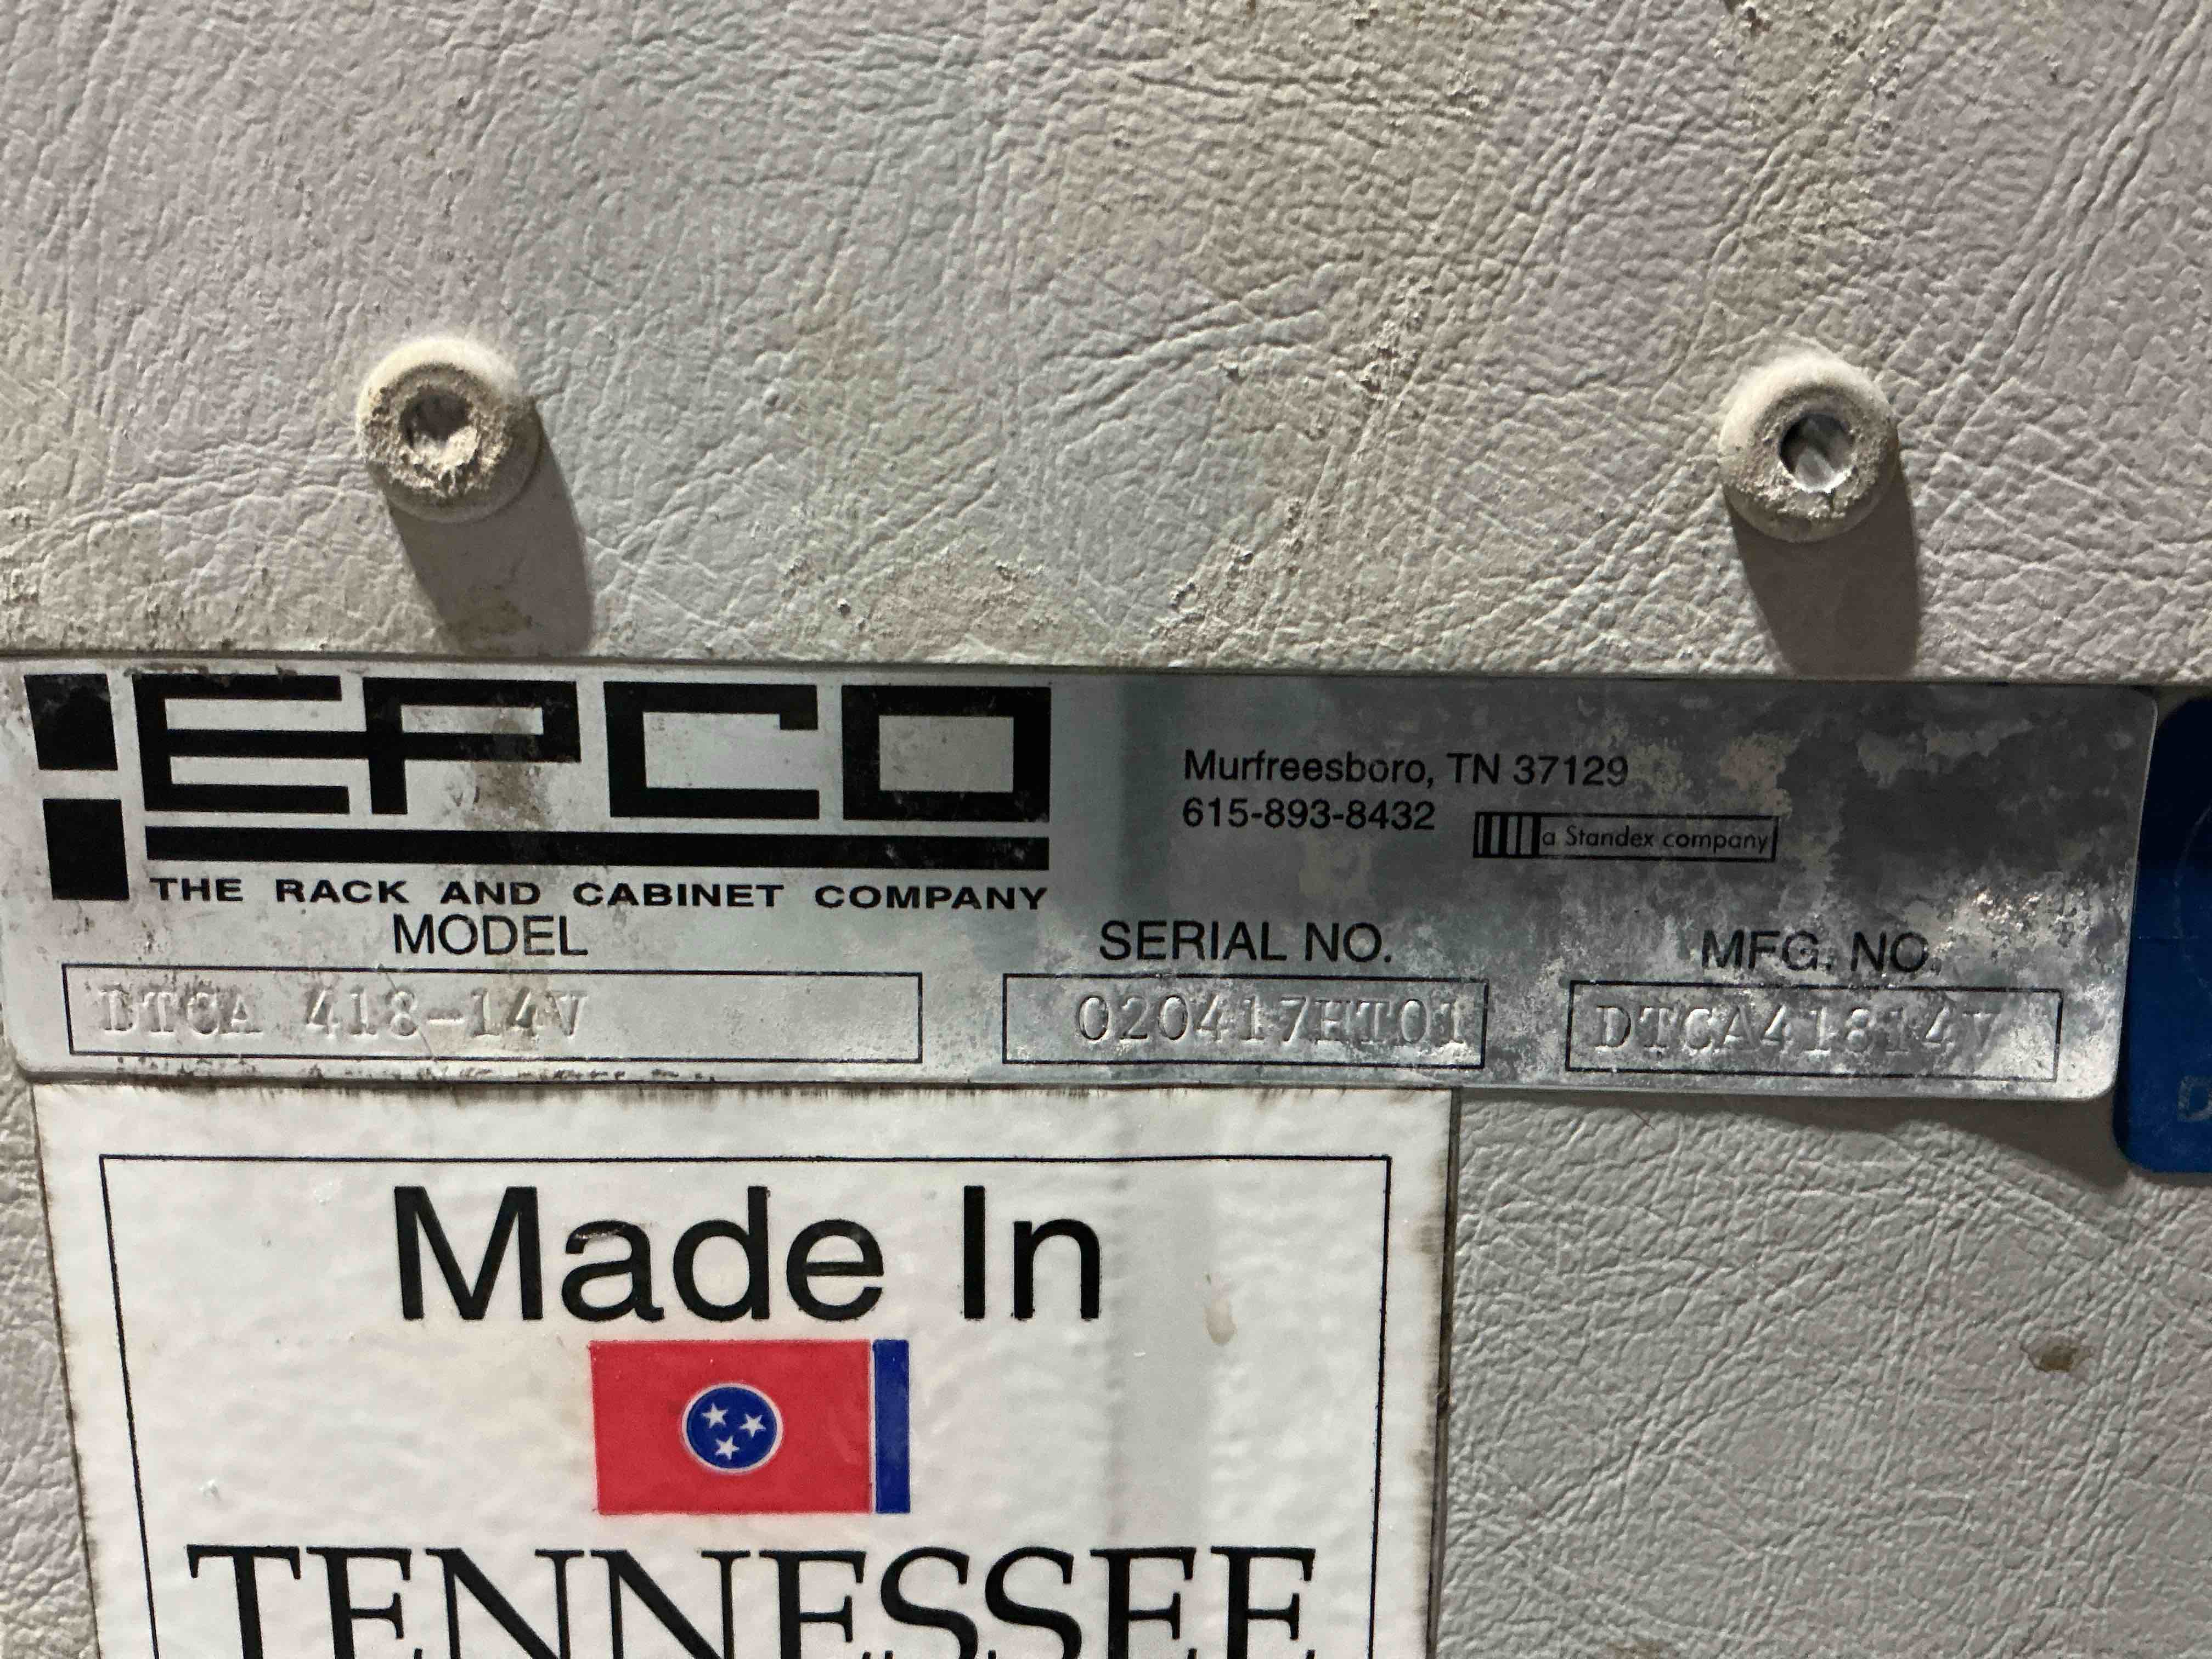 EPCO
THE RACK AND CABINET COMPANY
Murfreesboro, TN 37129
615-893-8432
a Standex company
MODEL
DTCA 418-14V
SERIAL NO.
020417HT01
MFG. NO.
DTCA41814V
Made In
TENNESSEE